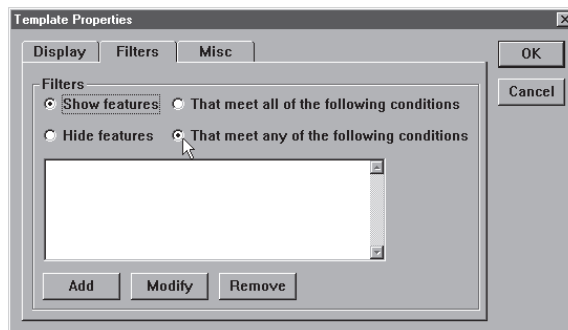 Template Properties
Display Filters Misc
OK
Cancel
Filters
Show features That meet all of the following conditions
Hide features That meet any of the following conditions
Add Modify Remove